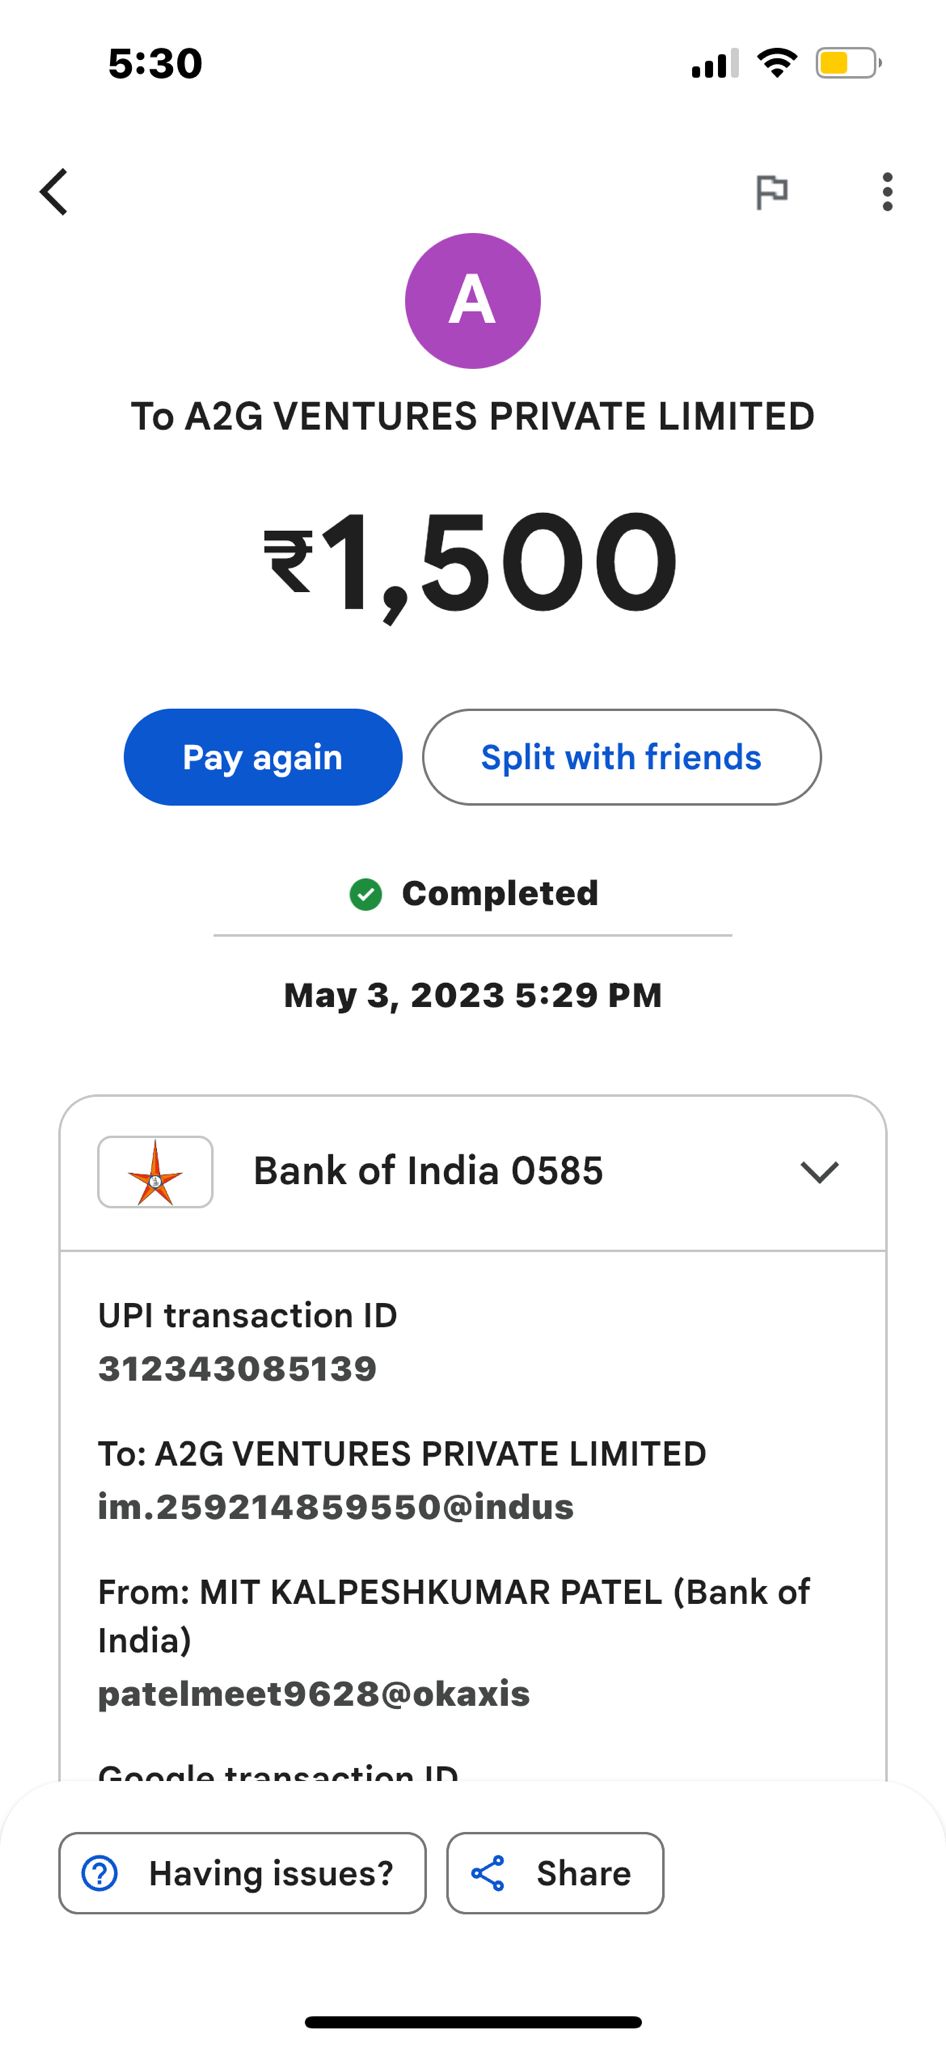 5:30
A
To A2G VENTURES PRIVATE LIMITED
₹1,500
Pay again
Split with friends
Completed
May 3, 2023 5:29 PM
Bank of India 0585
UPI transaction ID
312343085139
To: A2G VENTURES PRIVATE LIMITED
im.259214859550@indus
From: MIT KALPESHKUMAR PATEL (Bank of
India)
patelmeet9628@okaxis
Google transaction ID
Having issues?
Share